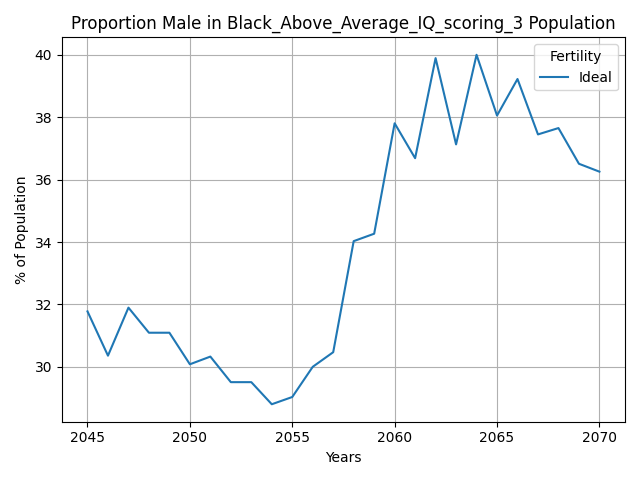 Proportion Male in Black_Above_Average_IQ_scoring_3 Population
Fertility
Ideal
% of Population
40
38
36
34
32
30
2045 2050 2055 2060 2065 2070
Years